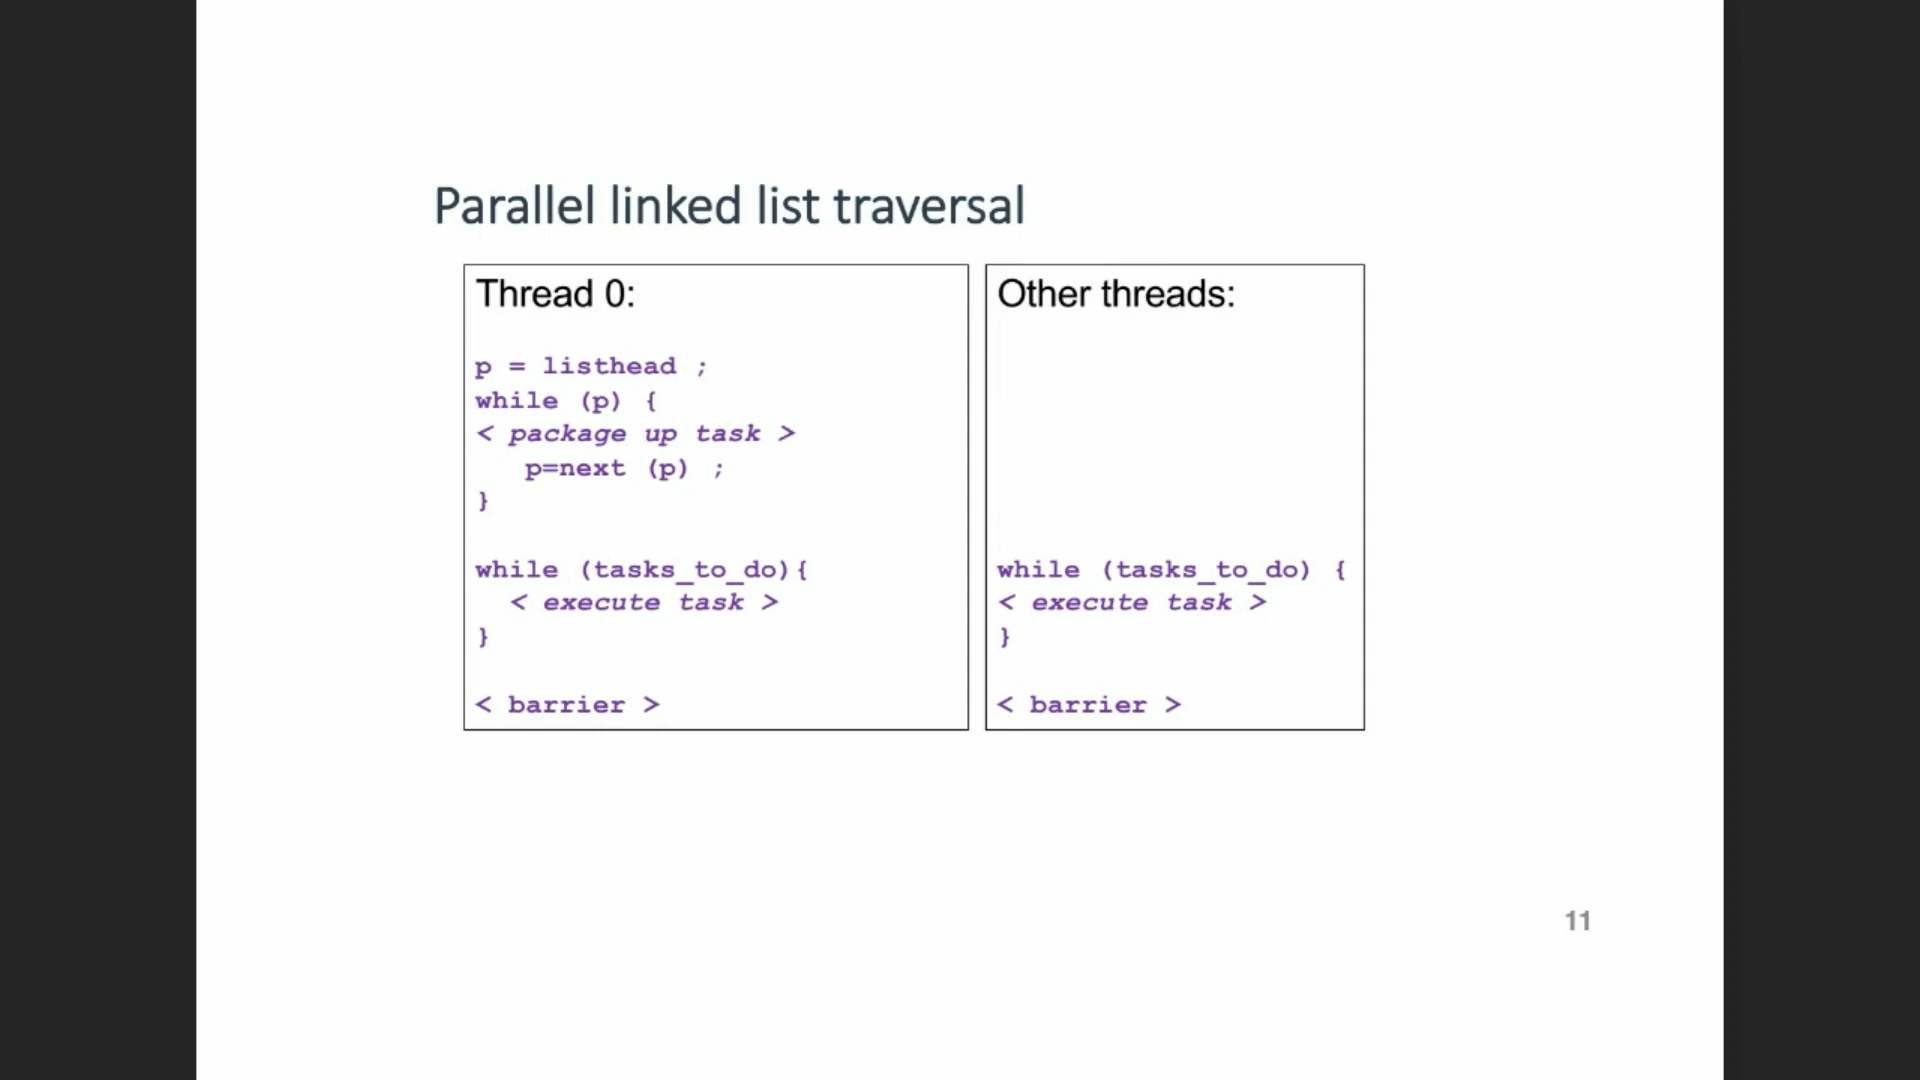 Parallel linked list traversal
Thread 0:
p = listhead ;
while (p) {
< package up task >
p=next (p) ;
}
while (tasks_to_do){
< execute task >
}
< barrier >
Other threads:
while (tasks_to_do) {
< execute task >
}
< barrier >
11